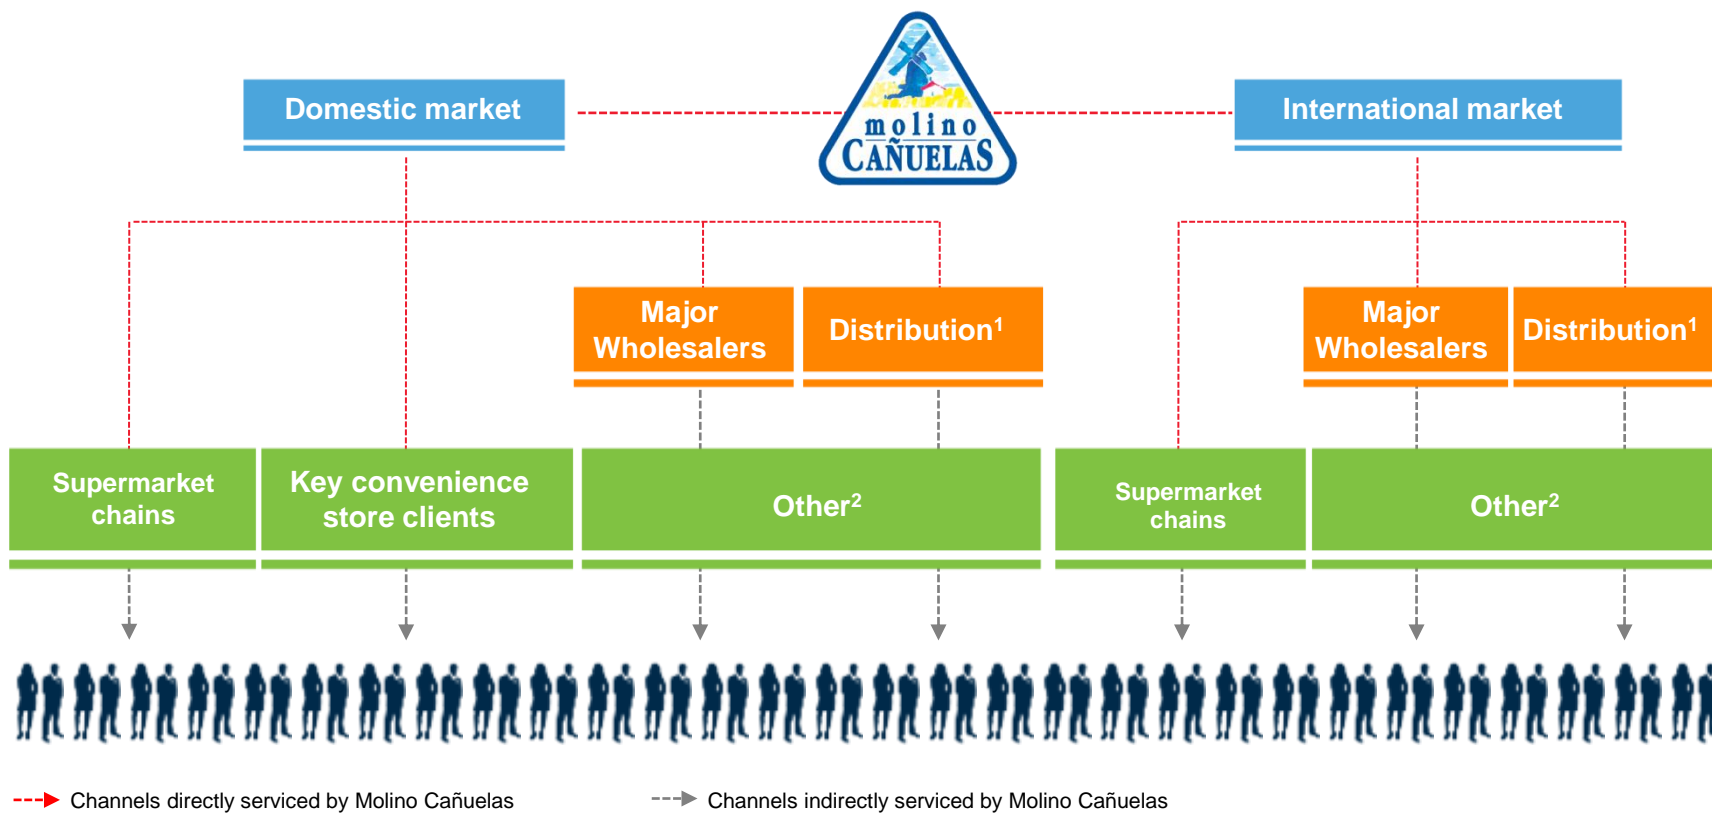 molino
CAÑUELAS
Domestic market
International market
Major
Wholesalers
Distribution¹
Major
Wholesalers
Distribution¹
Supermarket
chains
Key convenience
store clients
Other²
Supermarket
chains
Other²
Channels directly serviced by Molino Cañuelas
Channels indirectly serviced by Molino Cañuelas